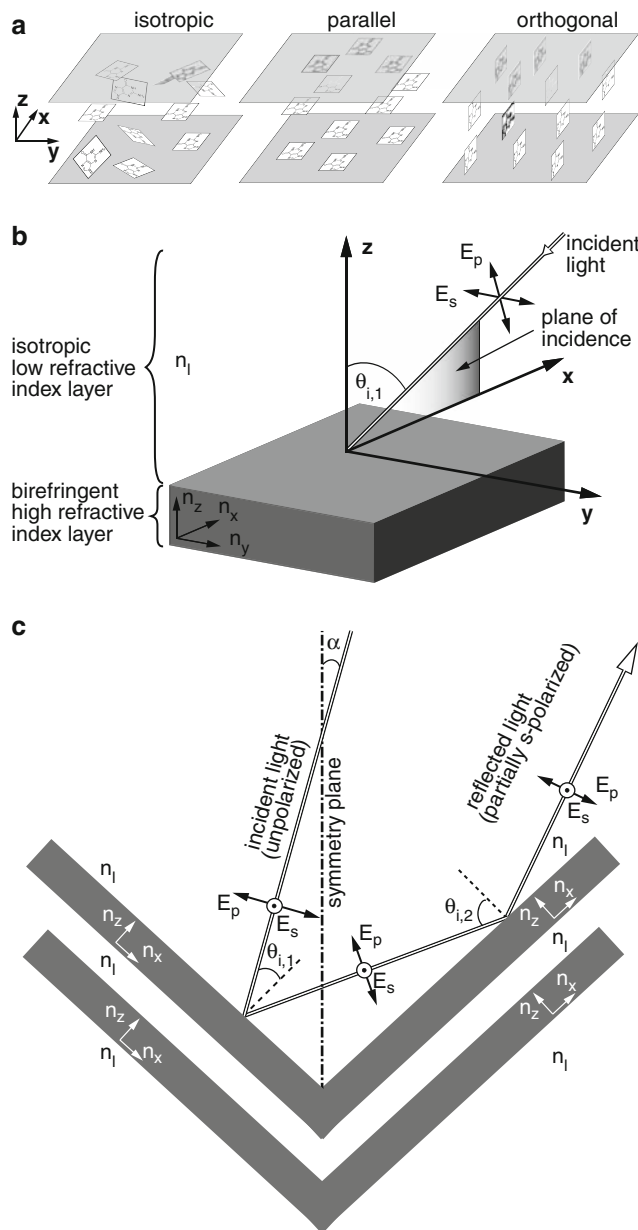 a
isotropic
parallel
orthogonal
z
x
y
b
z
incident
light
E_p
E_s
plane of
incidence
x
θ_i,1
isotropic
low refractive
index layer
n_l
birefringent
high refractive
index layer
n_z
n_x
n_y
y
c
α
incident light
(unpolarized)
symmetry plane
reflected light
(partially s-polarized)
E_p
E_s
n_l
n_l
E_p
E_s
θ_i,1
θ_i,2
E_p
E_s
n_z
n_x
n_z
n_x
n_l
n_l
n_z
n_x
n_z
n_x
n_l
n_l